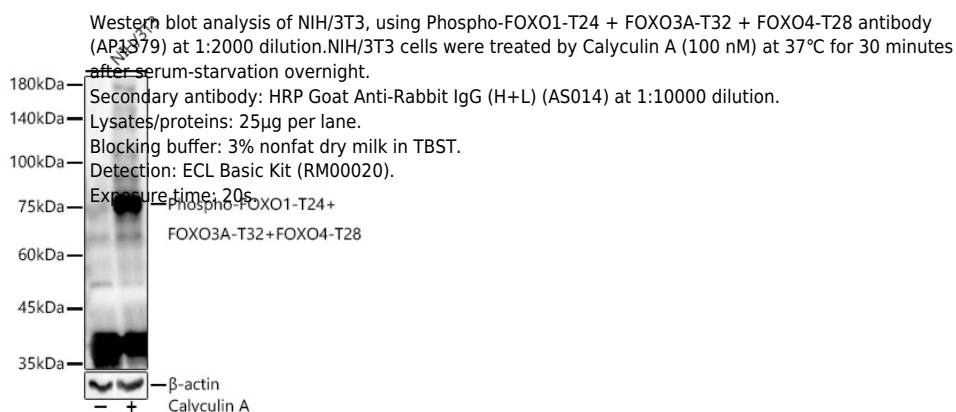 Western blot analysis of NIH/3T3, using Phospho-FOXO1-T24 + FOXO3A-T32 + FOXO4-T28 antibody
(AP1379) at 1:2000 dilution.NIH/3T3 cells were treated by Calyculin A (100 nM) at 37℃ for 30 minutes
after serum-starvation overnight.
Secondary antibody: HRP Goat Anti-Rabbit IgG (H+L) (AS014) at 1:10000 dilution.
Lysates/proteins: 25μg per lane.
Blocking buffer: 3% nonfat dry milk in TBST.
Detection: ECL Basic Kit (RM00020).
Exposure time: 20s.
NIH/3T3
180kDa
140kDa
100kDa
75kDa
60kDa
45kDa
35kDa
Phospho-FOXO1-T24+
FOXO3A-T32+FOXO4-T28
β-actin
− + Calyculin A